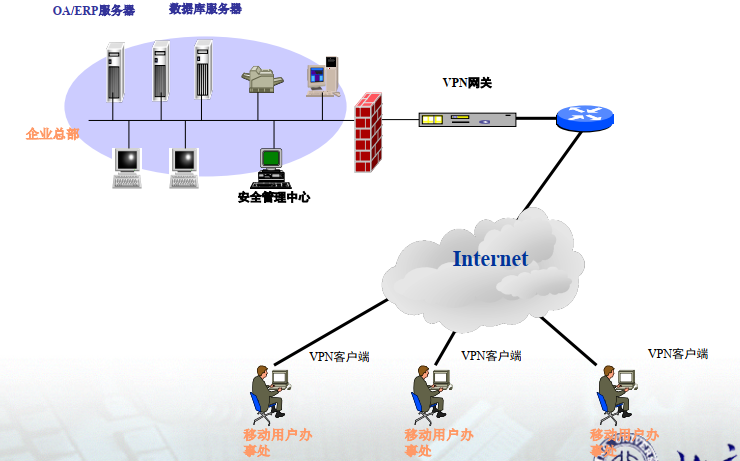 OA/ERP服务器
数据库服务器
VPN网关
企业总部
安全管理中心
Internet
VPN客户端
VPN客户端
VPN客户端
移动用户办
事处
移动用户办
事处
移动用户办
事处